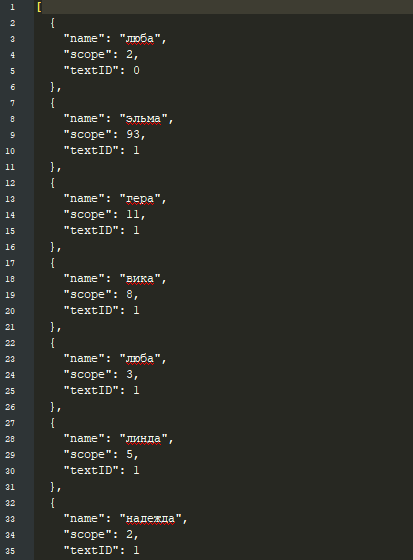 1 [
2 {
3 "name": "люба",
4 "scope": 2,
5 "textID": 0
6 },
7 {
8 "name": "эльма",
9 "scope": 93,
10 "textID": 1
11 },
12 {
13 "name": "гера",
14 "scope": 11,
15 "textID": 1
16 },
17 {
18 "name": "вика",
19 "scope": 8,
20 "textID": 1
21 },
22 {
23 "name": "люба",
24 "scope": 3,
25 "textID": 1
26 },
27 {
28 "name": "линда",
29 "scope": 5,
30 "textID": 1
31 },
32 {
33 "name": "надежда",
34 "scope": 2,
35 "textID": 1